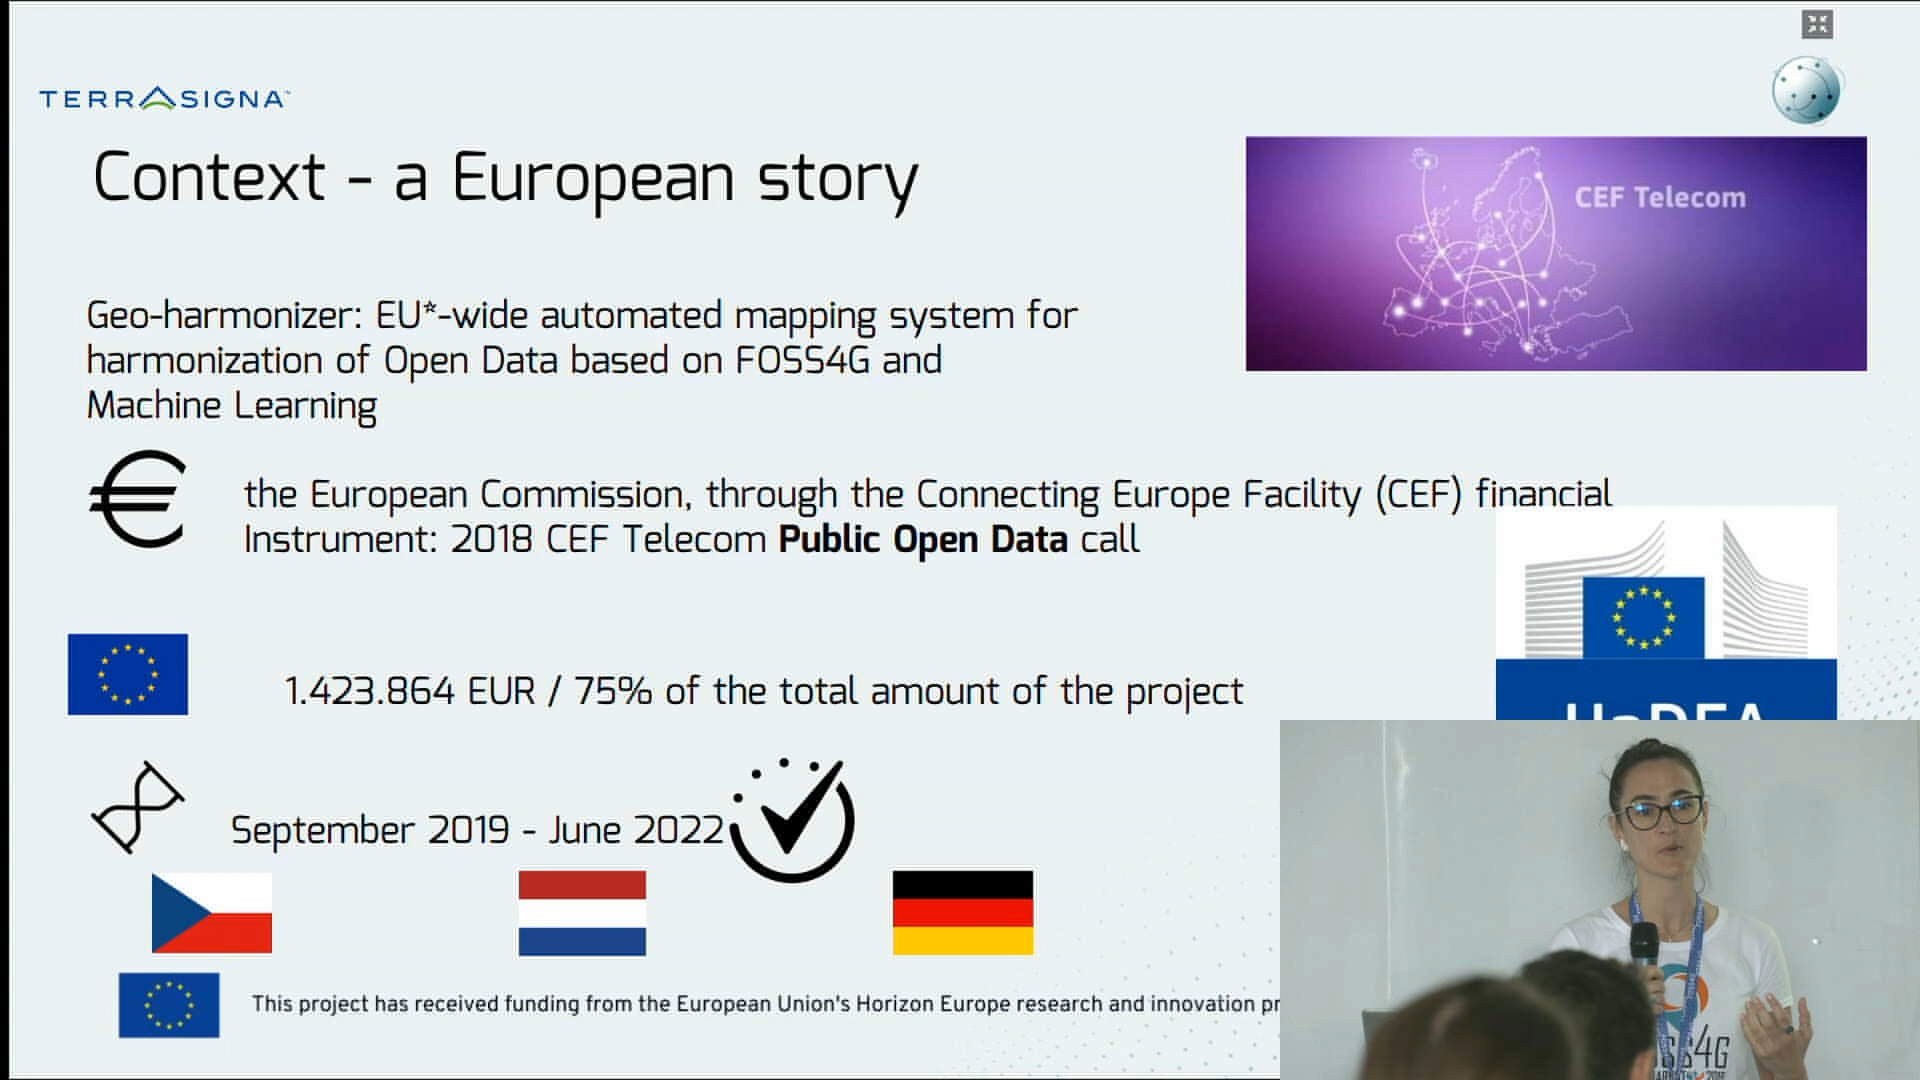 TERRASIGNA
Context - a European story
CEF Telecom
Geo-harmonizer: EU*-wide automated mapping system for
harmonization of Open Data based on FOSS4G and
Machine Learning
the European Commission, through the Connecting Europe Facility (CEF) financial
Instrument: 2018 CEF Telecom Public Open Data call
1.423.864 EUR / 75% of the total amount of the project
September 2019 - June 2022
This project has received funding from the European Union's Horizon Europe research and innovation